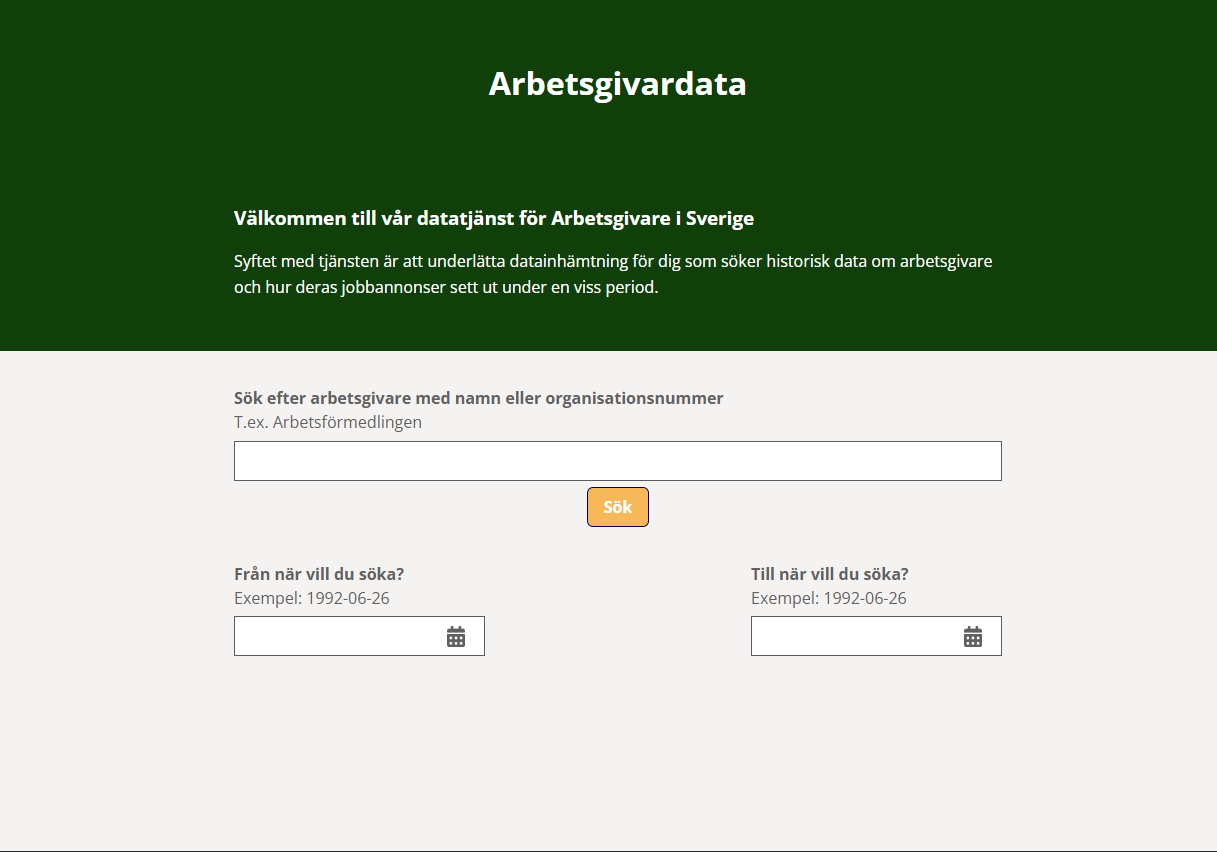 Arbetsgivardata
Välkommen till vår datatjänst för Arbetsgivare i Sverige
Syftet med tjänsten är att underlätta datainhämtning för dig som söker historisk data om arbetsgivare
och hur deras jobbannonser sett ut under en viss period.
Sök efter arbetsgivare med namn eller organisationsnummer
T.ex. Arbetsförmedlingen
Sök
Från när vill du söka?
Exempel: 1992-06-26
Till när vill du söka?
Exempel: 1992-06-26